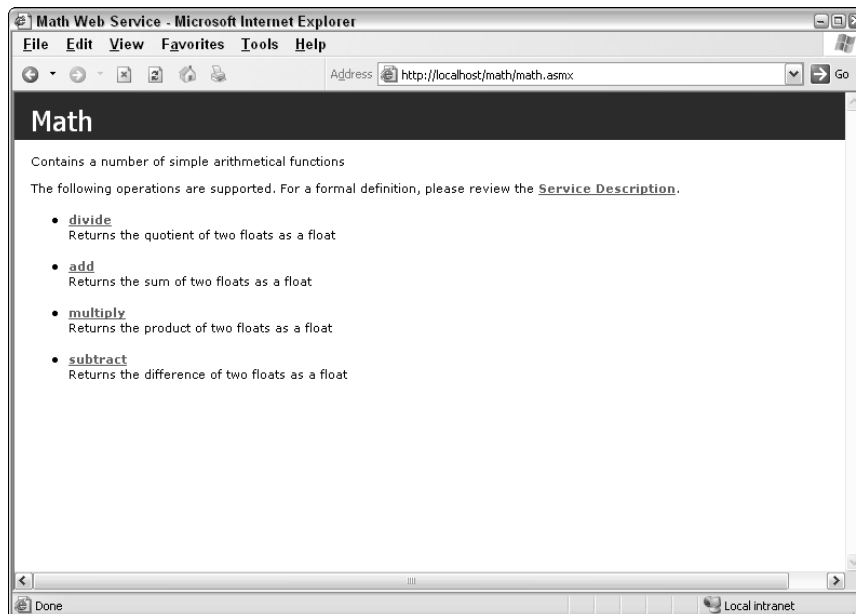 Math Web Service - Microsoft Internet Explorer
File Edit View Favorites Tools Help
Address http://localhost/math/math.asmx Go
Math
Contains a number of simple arithmetical functions
The following operations are supported. For a formal definition, please review the Service Description.
divide
Returns the quotient of two floats as a float
add
Returns the sum of two floats as a float
multiply
Returns the product of two floats as a float
subtract
Returns the difference of two floats as a float
Done Local intranet